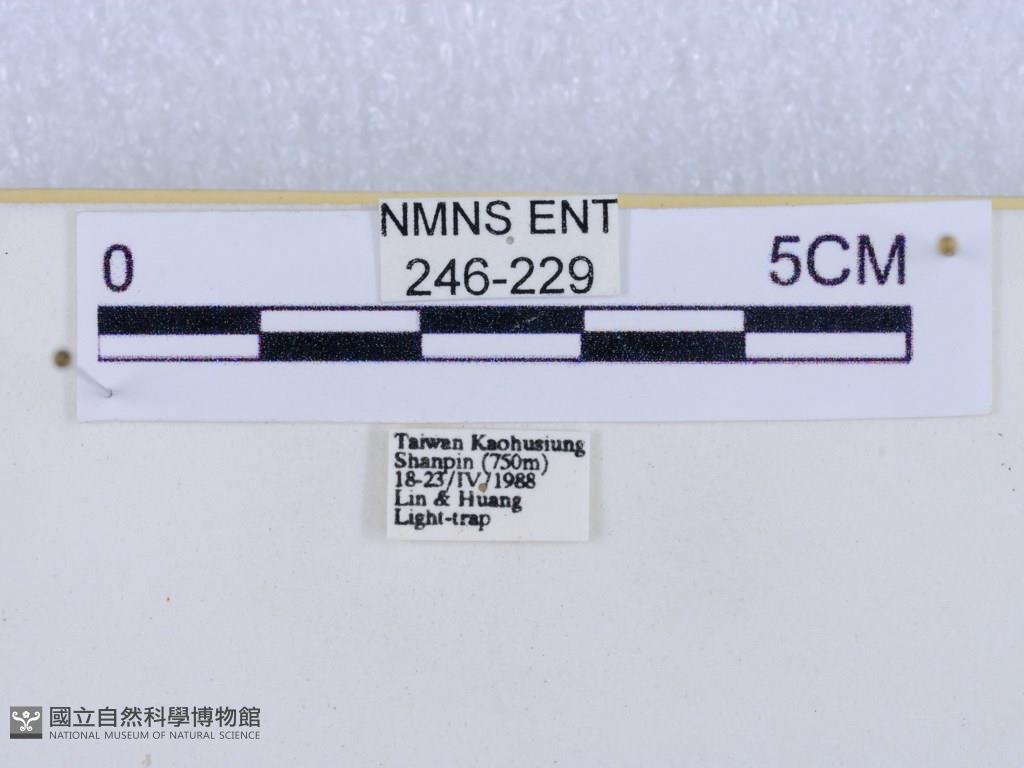 NMNS ENT
246-229
0
5CM
Taiwan Kaohusiung
Shanpin (750m)
18-23/IV/1988
Lin & Huang
Light-trap
國立自然科學博物館
NATIONAL MUSEUM OF NATURAL SCIENCE